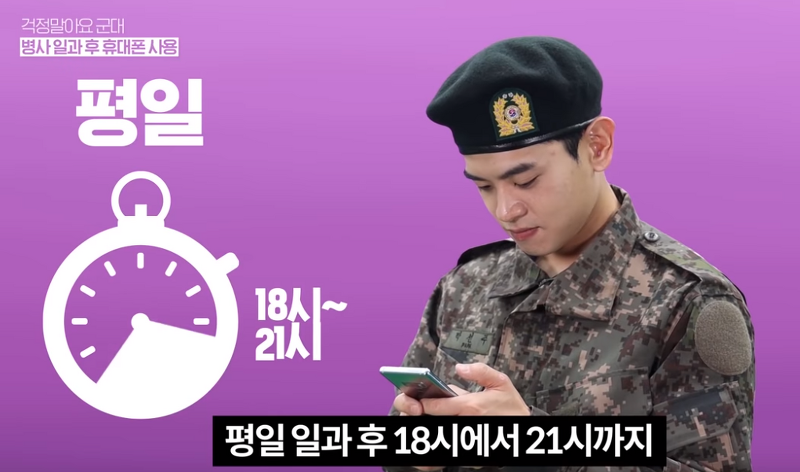 걱정말아요 군대
병사 일과 후 휴대폰 사용
평일
18시~
21시
평일 일과 후 18시에서 21시까지